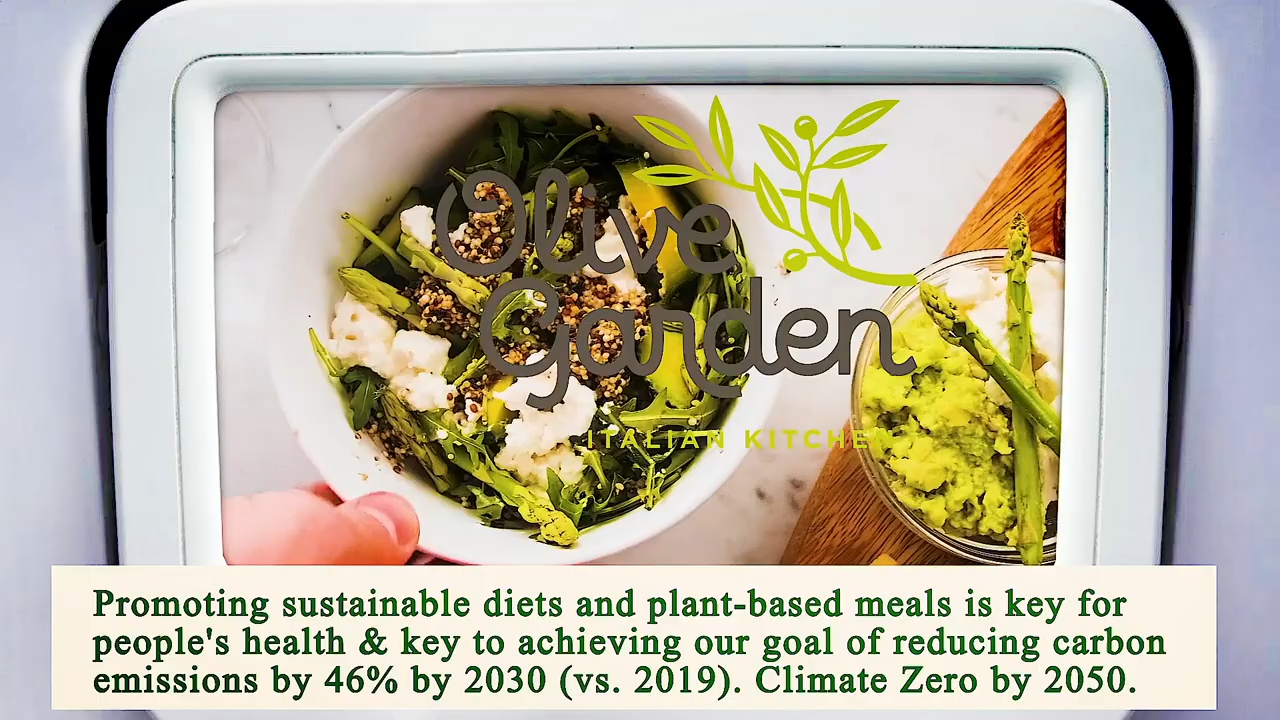 Olive
Garden
ITALIAN KITCHEN
Promoting sustainable diets and plant-based meals is key for
people's health & key to achieving our goal of reducing carbon
emissions by 46% by 2030 (vs. 2019). Climate Zero by 2050.